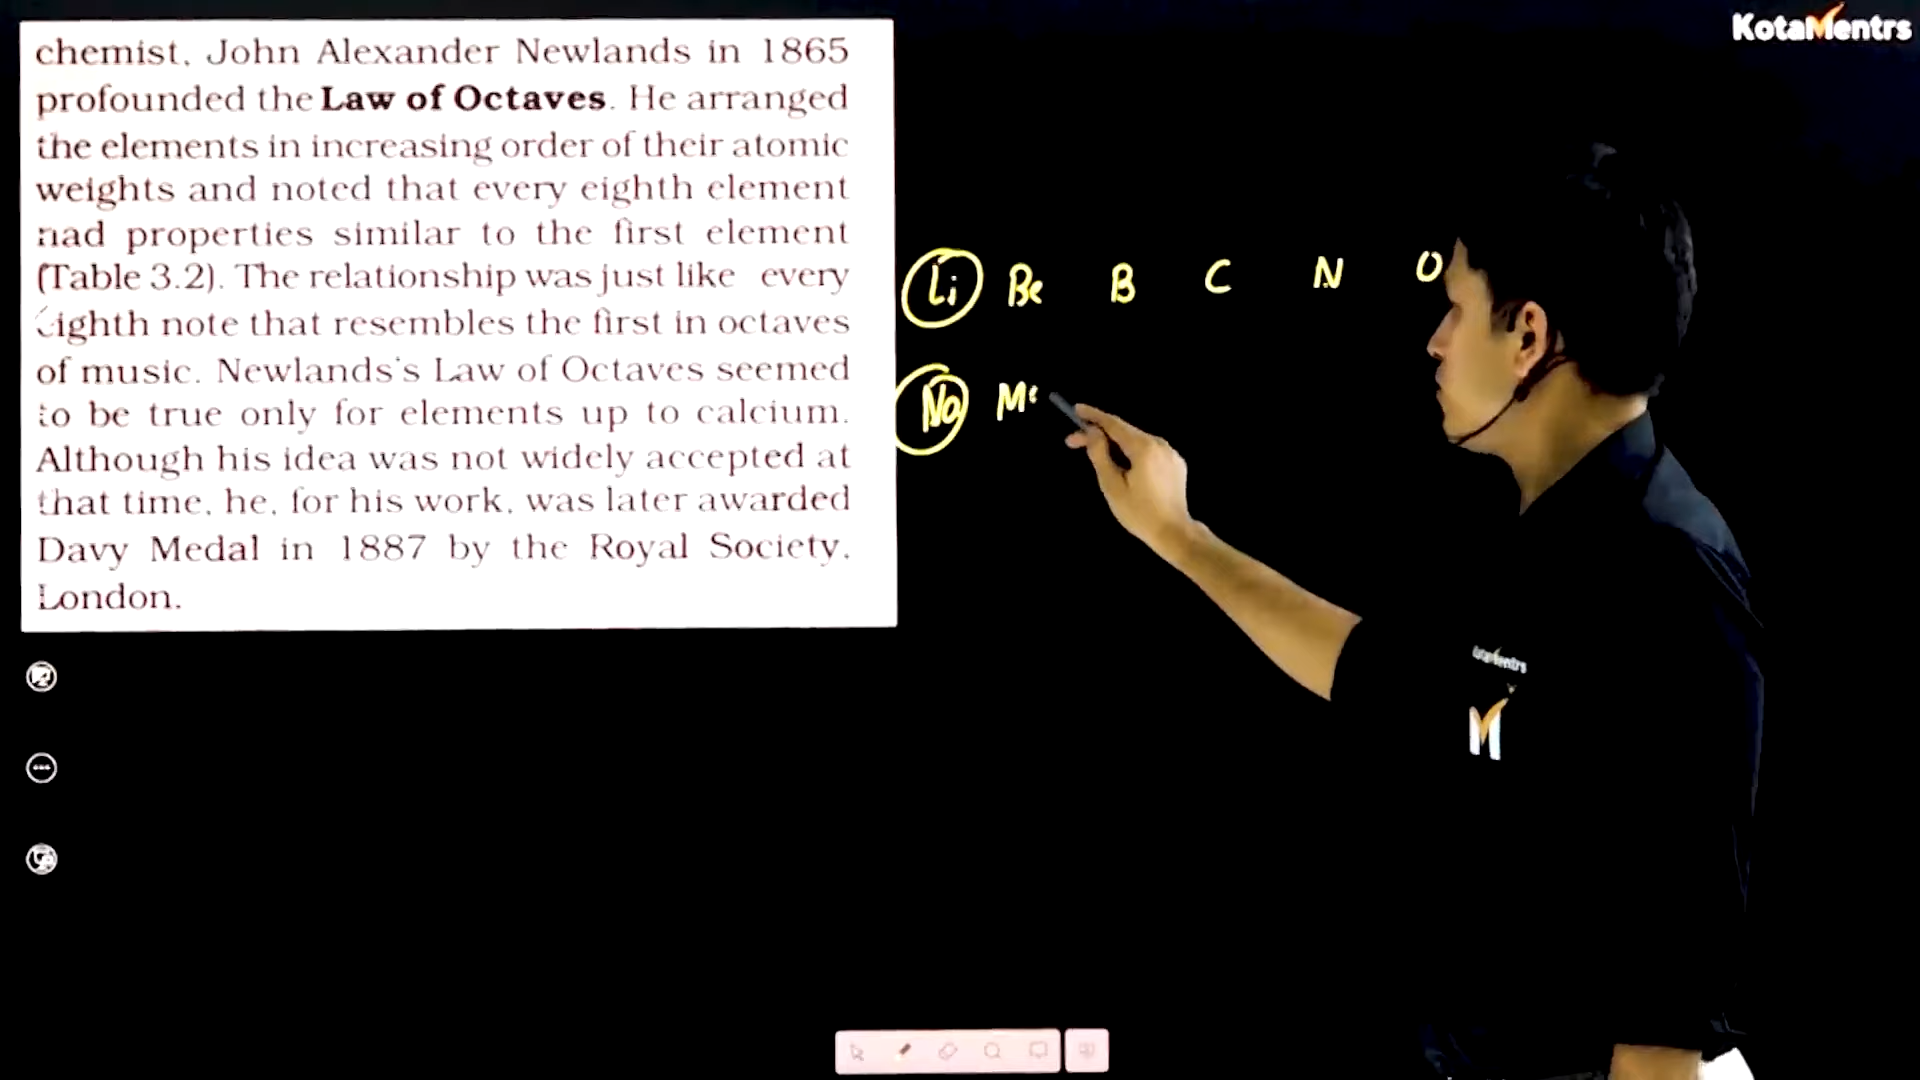 KotaMentrs
chemist, John Alexander Newlands in 1865
profounded the Law of Octaves. He arranged
the elements in increasing order of their atomic
weights and noted that every eighth element
had properties similar to the first element
(Table 3.2). The relationship was just like every
eighth note that resembles the first in octaves
of music. Newlands's Law of Octaves seemed
to be true only for elements up to calcium.
Although his idea was not widely accepted at
that time, he, for his work, was later awarded
Davy Medal in 1887 by the Royal Society,
London.
Li Be B C N O
Na
KotaMentrs
M